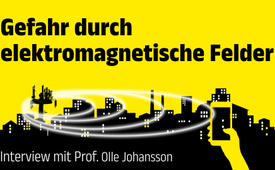 Gefahr durch
elektromagnetische Felder
Interview mit Prof. Olle Johansson